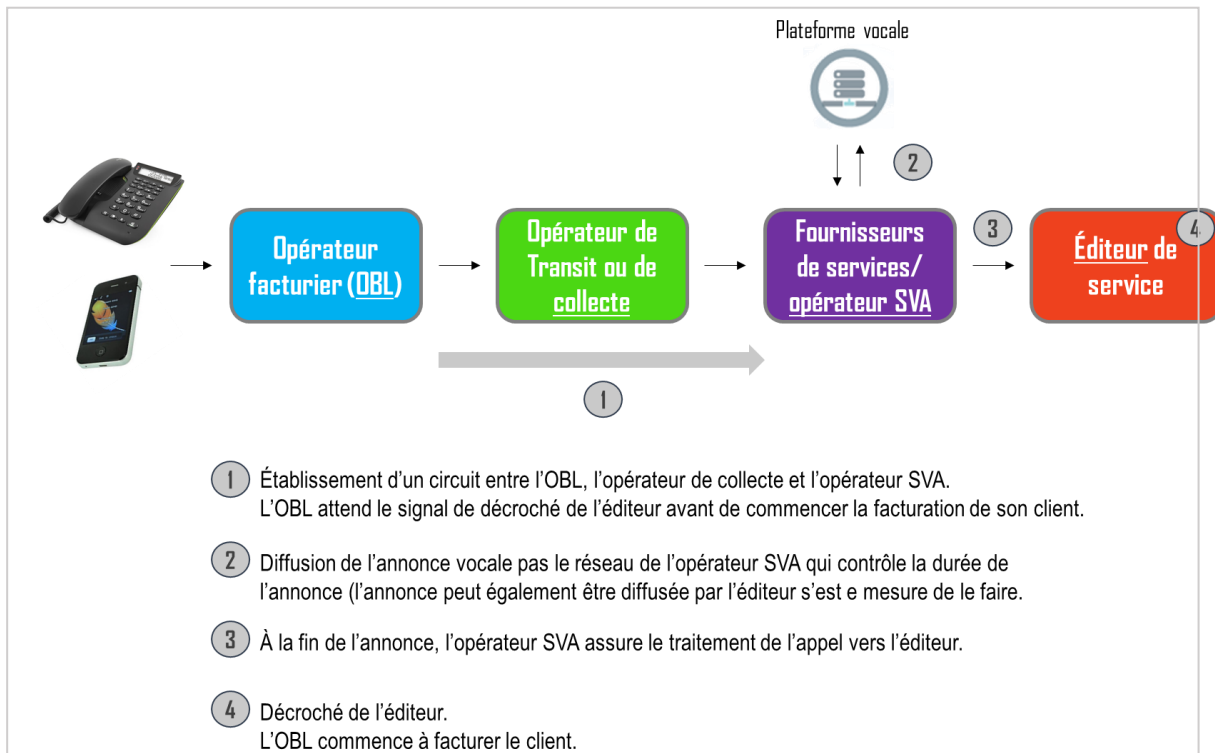 Plateforme vocale
2
Opérateur
facturier (OBL)
Opérateur de
Transit ou de
collecte
Fournisseurs
de services/
opérateur SVA
3
Éditeur de
service
4
1
1 Établissement d’un circuit entre l’OBL, l’opérateur de collecte et l’opérateur SVA.
L’OBL attend le signal de décroché de l’éditeur avant de commencer la facturation de son client.
2 Diffusion de l’annonce vocale pas le réseau de l’opérateur SVA qui contrôle la durée de
l’annonce (l’annonce peut également être diffusée par l’éditeur s’est e mesure de le faire.
3 À la fin de l’annonce, l’opérateur SVA assure le traitement de l’appel vers l’éditeur.
4 Décroché de l’éditeur.
L’OBL commence à facturer le client.